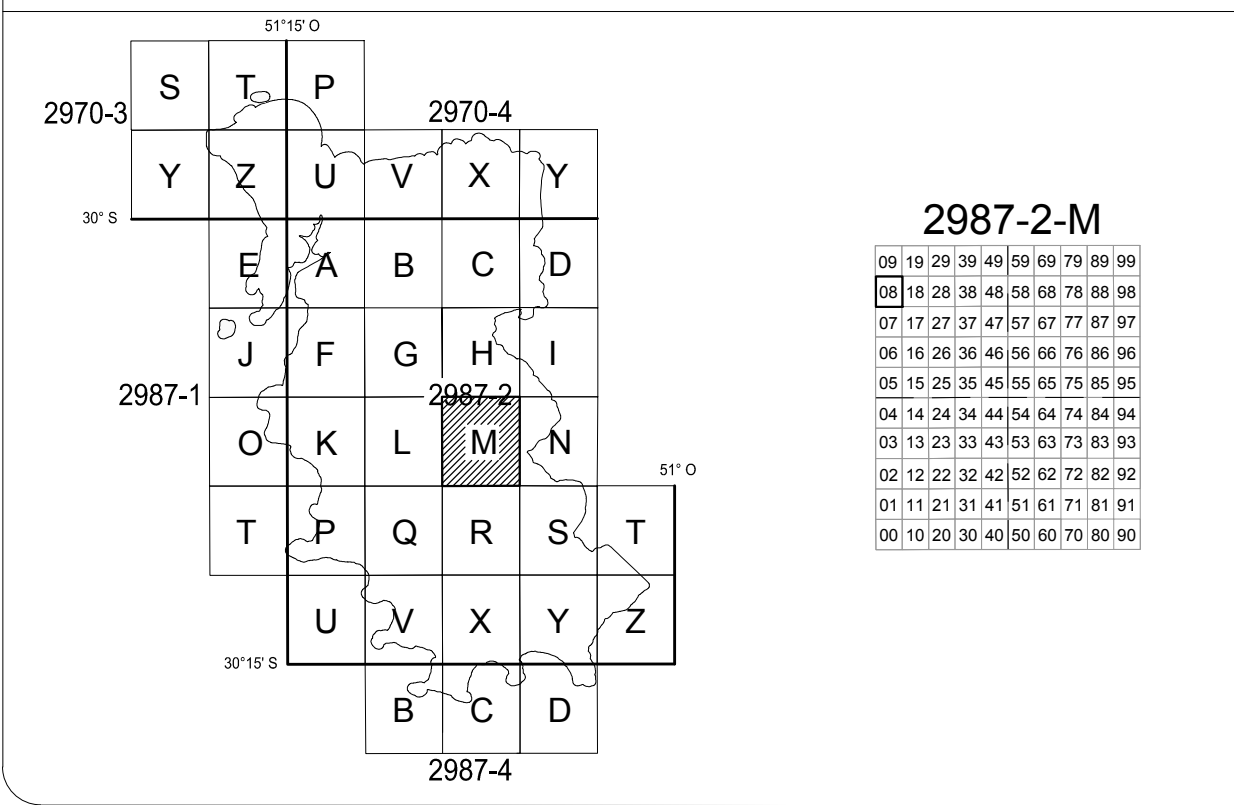 51°15' O
S T P
2970-3 2970-4
Y Z U V X Y
30° S
E A B C D
J F G H I
2987-1 2987-2
O K L M N
51° O
T P Q R S T
U V X Y Z
30°15' S
B C D
2987-4
2987-2-M
09 19 29 39 49 59 69 79 89 99
08 18 28 38 48 58 68 78 88 98
07 17 27 37 47 57 67 77 87 97
06 16 26 36 46 56 66 76 86 96
05 15 25 35 45 55 65 75 85 95
04 14 24 34 44 54 64 74 84 94
03 13 23 33 43 53 63 73 83 93
02 12 22 32 42 52 62 72 82 92
01 11 21 31 41 51 61 71 81 91
00 10 20 30 40 50 60 70 80 90